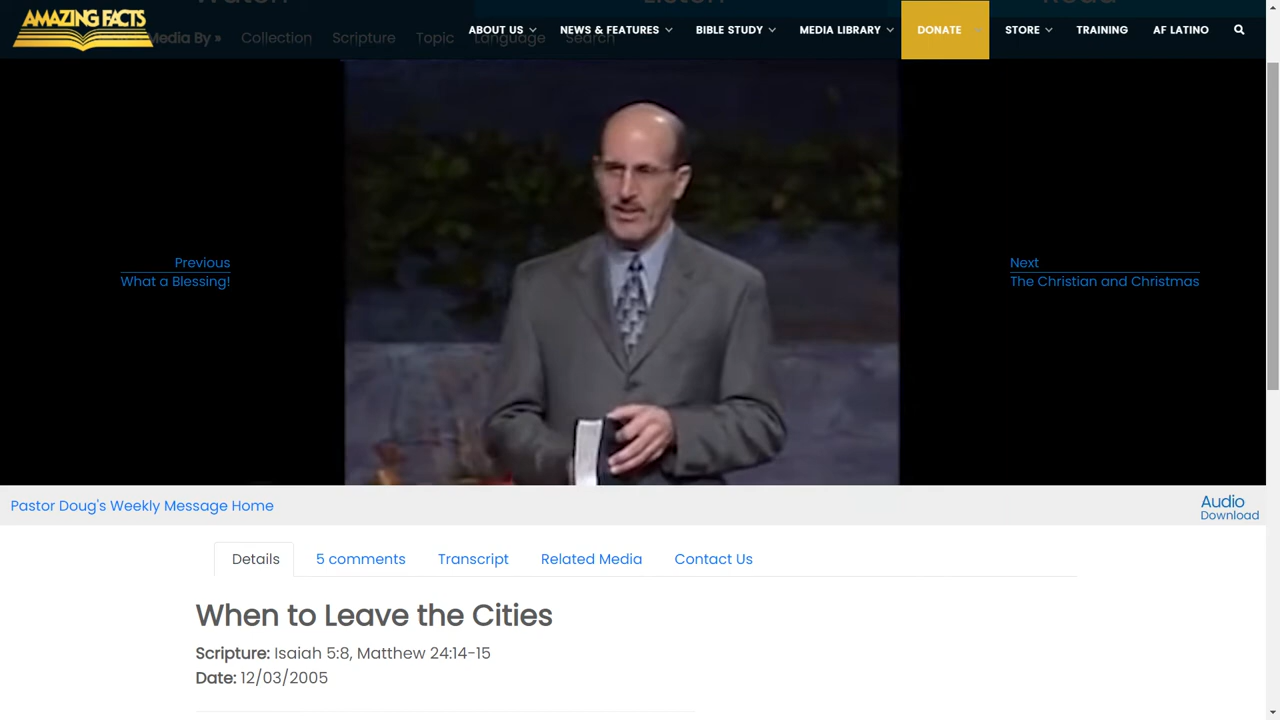 AMAZING FACTS
Media By » Collection Scripture Topic Language Search
ABOUT US NEWS & FEATURES BIBLE STUDY MEDIA LIBRARY DONATE STORE TRAINING AF LATINO
Previous
What a Blessing!
Next
The Christian and Christmas
Pastor Doug's Weekly Message Home
Audio
Download
Details 5 comments Transcript Related Media Contact Us
When to Leave the Cities
Scripture: Isaiah 5:8, Matthew 24:14-15
Date: 12/03/2005